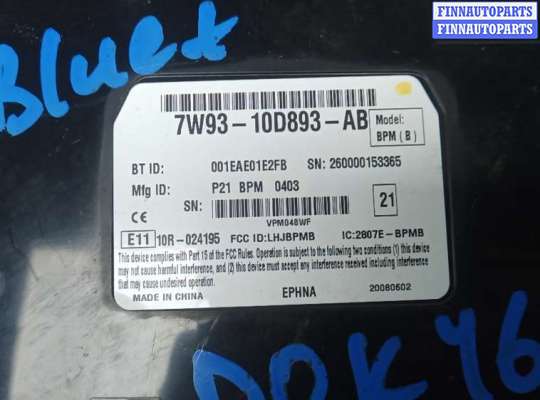 FINNAUTOPARTS
FINNAUTOPARTS
Bluet
7W93-10D893-AB
Model:
BPM (B)
BT ID: 001EAE01E2FB SN: 260000153365
Mfg ID: P21 BPM 0403
SN:
21
VPM048WF
E11 10R-024195 FCC ID:LHJBPMB IC:2807E-BPMB
This device complies with Part 15 of the FCC Rules. Operation is subject to the following two conditions (1) this device
may not cause harmful interference, and (2) this device must accept any interference received including interference
that may cause undesired operation.
MADE IN CHINA EPHNA 20080602
DOK46